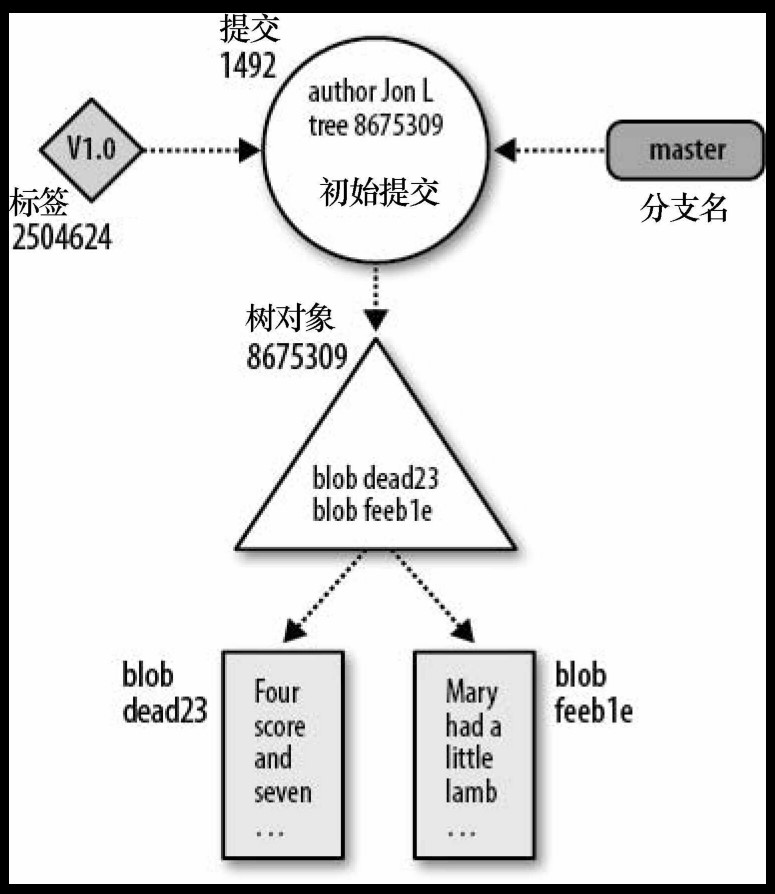 提交
1492
author Jon L
tree 8675309
初始提交
V1.0
标签
2504624
master
分支名
树对象
8675309
blob dead23
blob feeb1e
blob
dead23
Four
score
and
seven
...
Mary
had a
little
lamb
...
blob
feeb1e